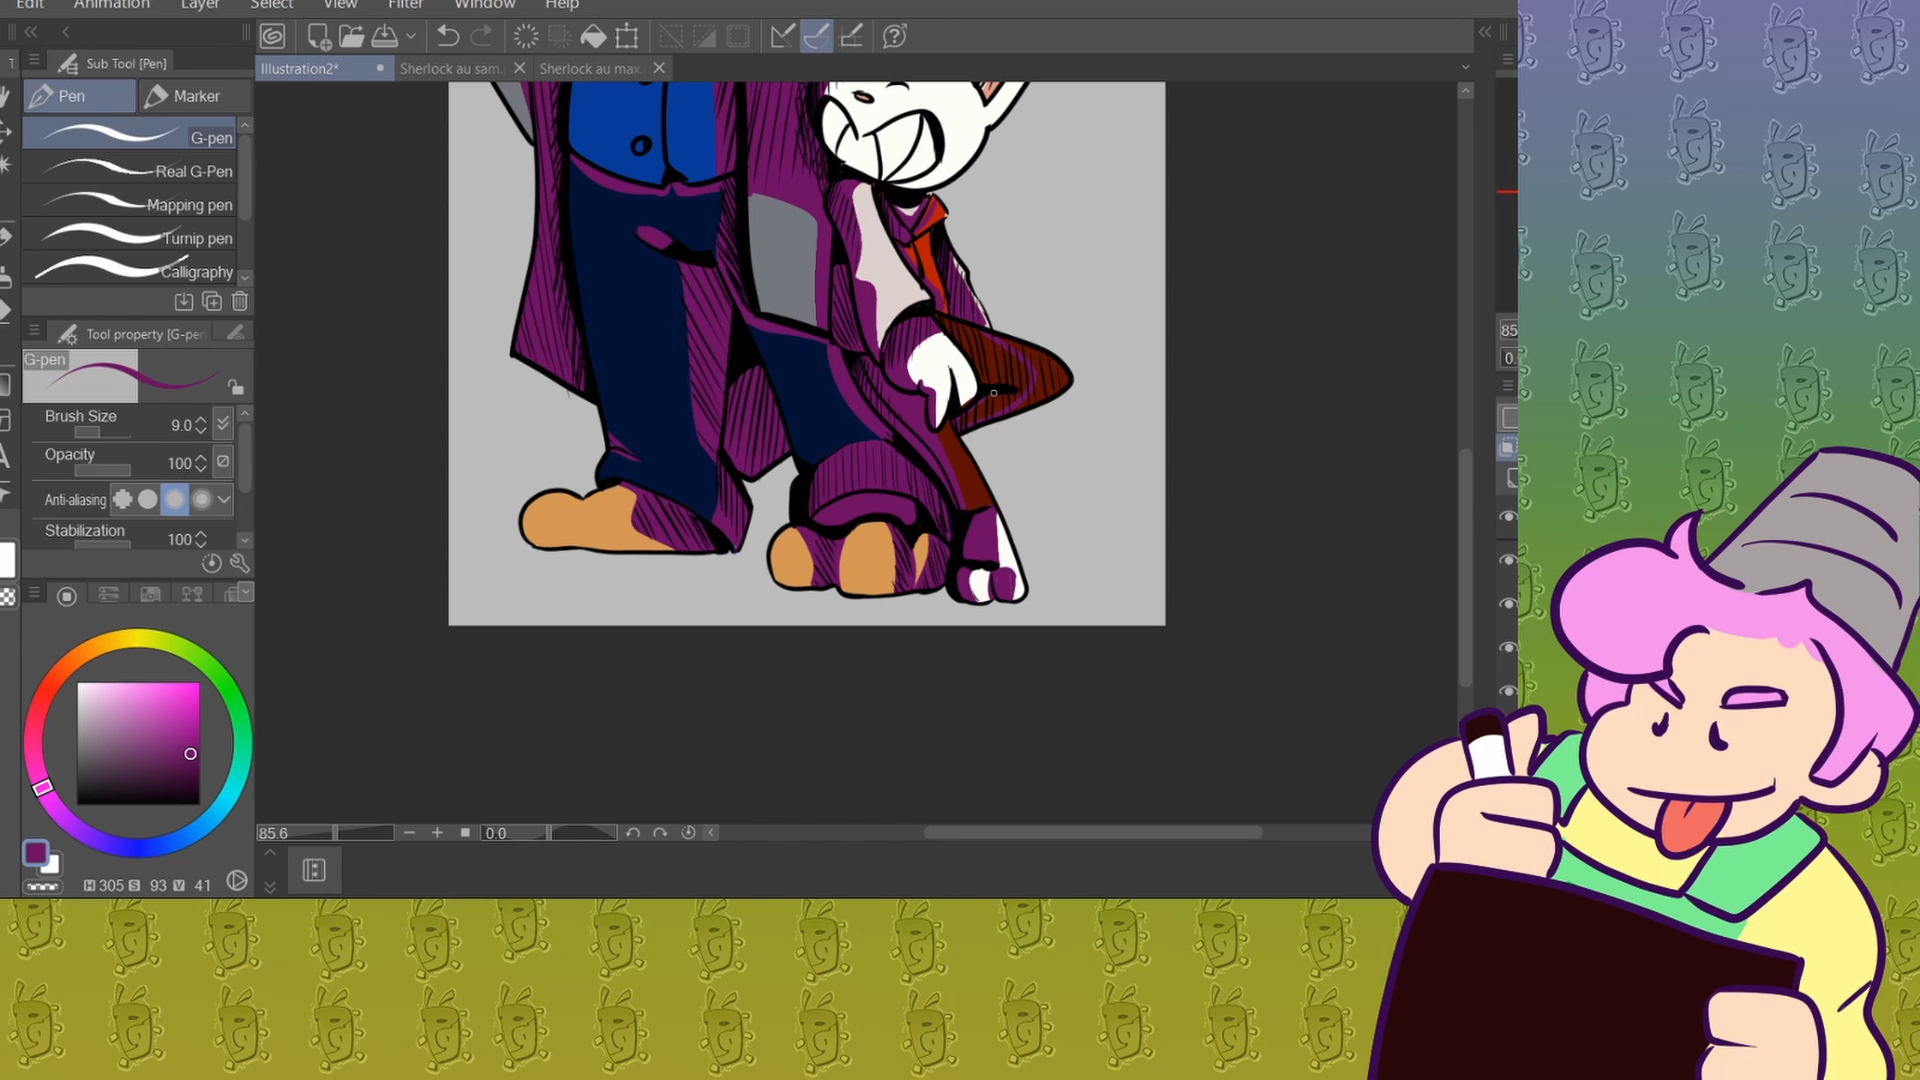 Edit Animation Layer Select View Filter Window Help
Sub Tool [Pen]
Illustration2* Sherlock au sam. Sherlock au max.
Pen Marker
G-pen
Real G-Pen
Mapping pen
Turnip pen
Calligraphy
Tool property [G-pen
G-pen
Brush Size 9.0
Opacity 100
Anti-aliasing
Stabilization 100
H 305 S 93 V 41
85.6 0.0
85
0.